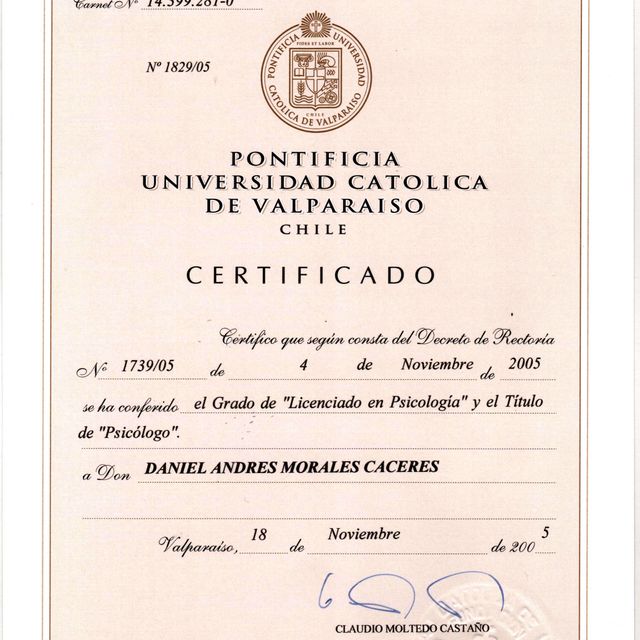 Carnet Nº 14.599.281-0
Nº 1829/05
PONTIFICIA UNIVERSIDAD CATOLICA DE VALPARAISO
FIDES ET LABOR
CHILE
PONTIFICIA
UNIVERSIDAD CATOLICA
DE VALPARAISO
CHILE
CERTIFICADO
Certifico que según consta del Decreto de Rectoría
Nº 1739/05 de 4 de Noviembre de 2005
se ha conferido el Grado de "Licenciado en Psicología" y el Título
de "Psicólogo".
a Don DANIEL ANDRES MORALES CACERES
Valparaíso, 18 de Noviembre de 200 5
CLAUDIO MOLTEDO CASTAÑO